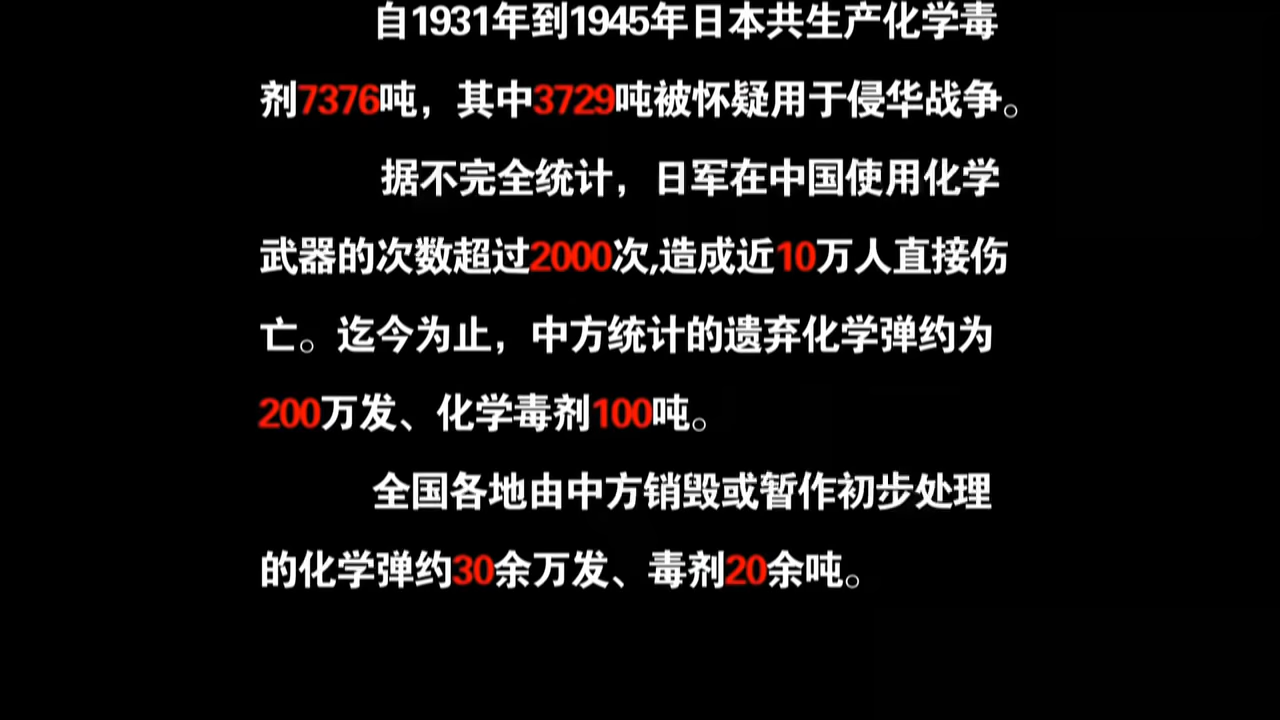 自1931年到1945年日本共生产化学毒
剂7376吨，其中3729吨被怀疑用于侵华战争。
据不完全统计，日军在中国使用化学
武器的次数超过2000次,造成近10万人直接伤
亡。迄今为止，中方统计的遗弃化学弹约为
200万发、化学毒剂100吨。
全国各地由中方销毁或暂作初步处理
的化学弹约30余万发、毒剂20余吨。